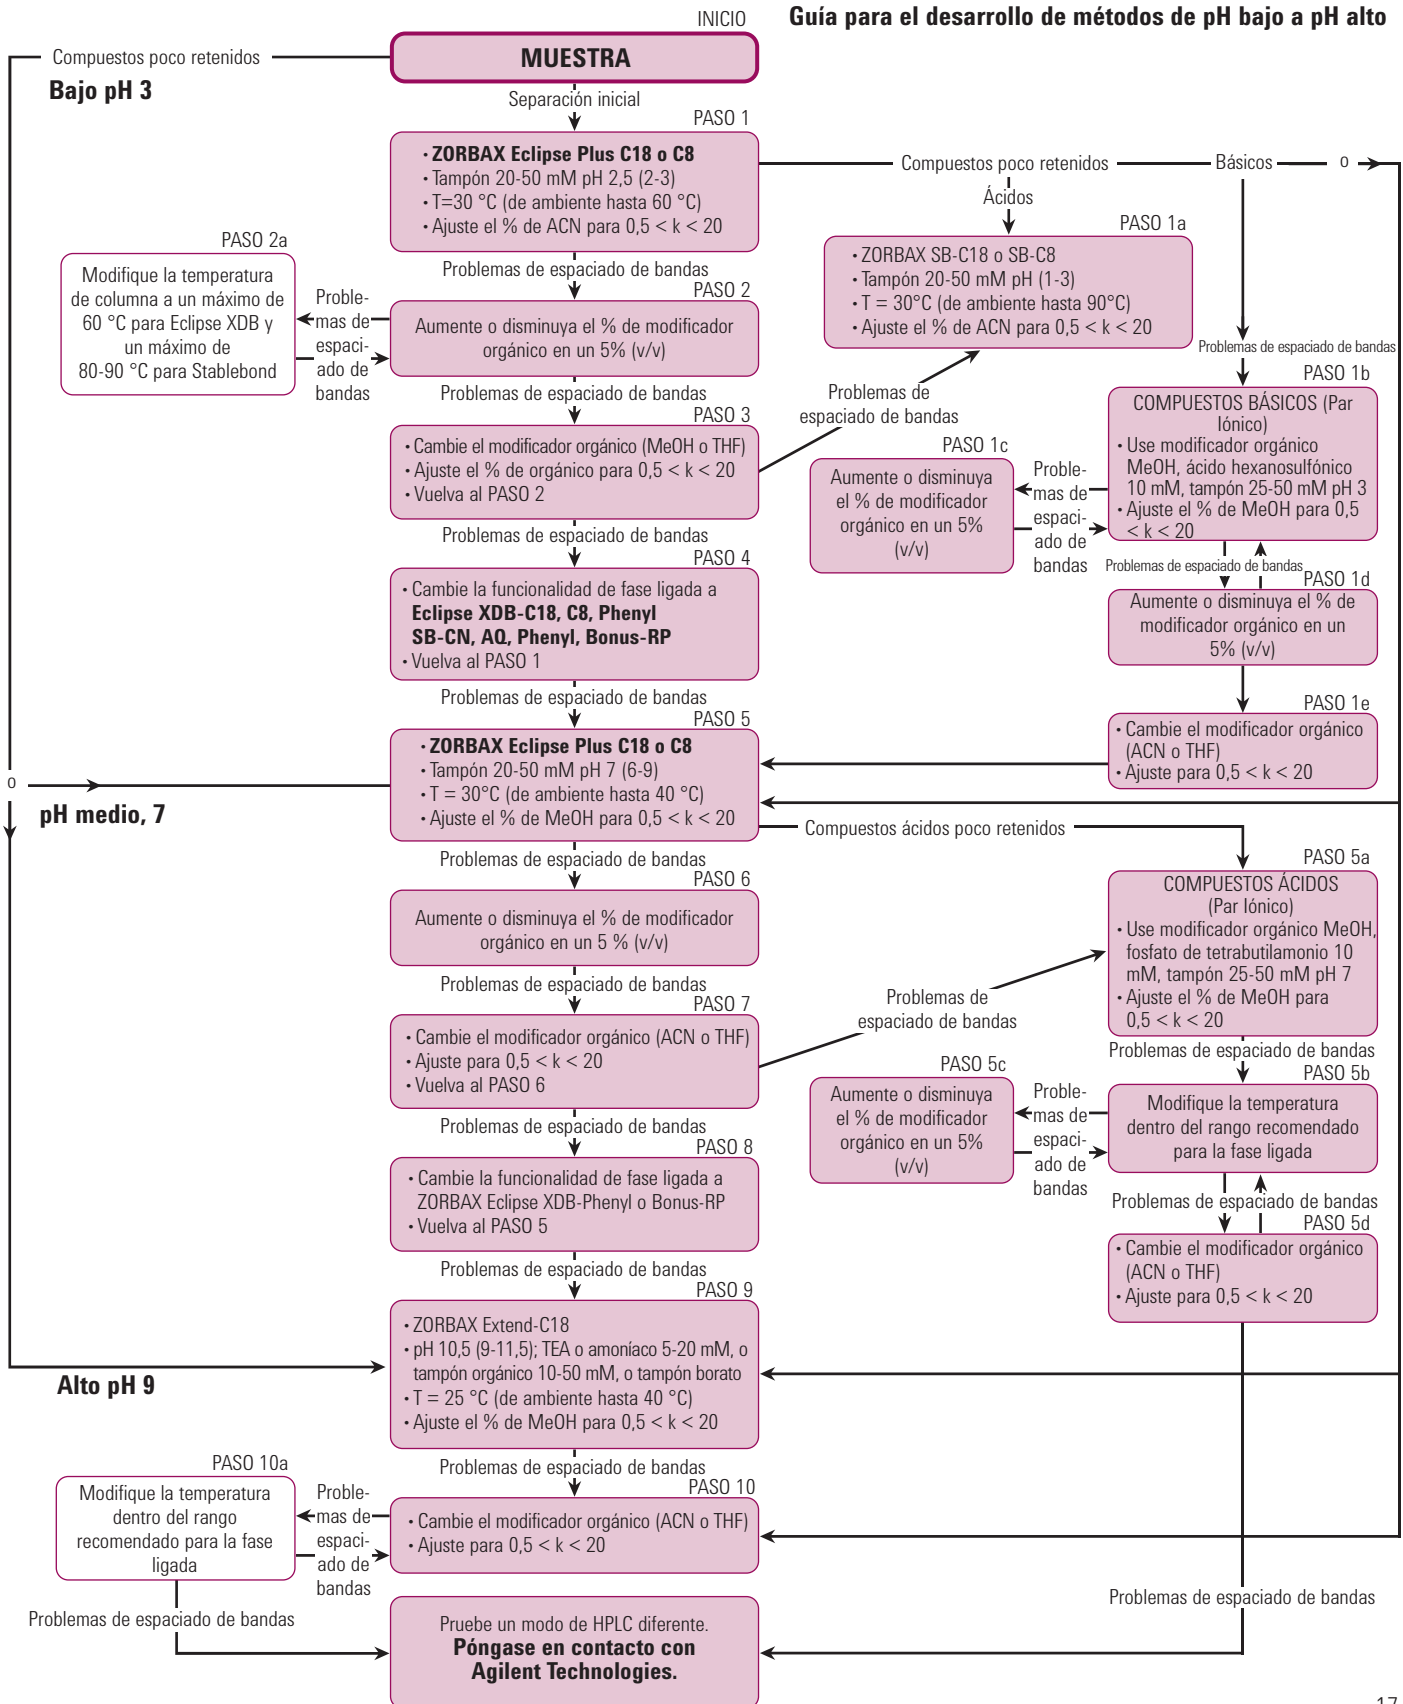 INICIO
Guía para el desarrollo de métodos de pH bajo a pH alto
Compuestos poco retenidos
MUESTRA
Bajo pH 3
Separación inicial
PASO 1
• ZORBAX Eclipse Plus C18 o C8
• Tampón 20-50 mM pH 2,5 (2-3)
• T=30 °C (de ambiente hasta 60 °C)
• Ajuste el % de ACN para 0,5 < k < 20
Compuestos poco retenidos
Básicos
o
Ácidos
PASO 1a
• ZORBAX SB-C18 o SB-C8
• Tampón 20-50 mM pH (1-3)
• T = 30°C (de ambiente hasta 90°C)
• Ajuste el % de ACN para 0,5 < k < 20
PASO 2a
Modifique la temperatura
de columna a un máximo de
60 °C para Eclipse XDB y
un máximo de
80-90 °C para Stablebond
Proble-
mas de
espaci-
ado de
bandas
Problemas de espaciado de bandas
PASO 2
Aumente o disminuya el % de modificador
orgánico en un 5% (v/v)
Problemas de espaciado de bandas
PASO 3
• Cambie el modificador orgánico (MeOH o THF)
• Ajuste el % de orgánico para 0,5 < k < 20
• Vuelva al PASO 2
Problemas de
espaciado de bandas
Problemas de espaciado de bandas
PASO 1b
COMPUESTOS BÁSICOS (Par
Iónico)
• Use modificador orgánico
MeOH, ácido hexanosulfónico
10 mM, tampón 25-50 mM pH 3
• Ajuste el % de MeOH para 0,5
< k < 20
PASO 1c
Aumente o disminuya
el % de modificador
orgánico en un 5%
(v/v)
Proble-
mas de
espaci-
ado de
bandas
Problemas de espaciado de bandas
PASO 1d
Aumente o disminuya el % de
modificador orgánico en un
5% (v/v)
PASO 1e
• Cambie el modificador orgánico
(ACN o THF)
• Ajuste para 0,5 < k < 20
Problemas de espaciado de bandas
PASO 4
• Cambie la funcionalidad de fase ligada a
Eclipse XDB-C18, C8, Phenyl
SB-CN, AQ, Phenyl, Bonus-RP
• Vuelva al PASO 1
Problemas de espaciado de bandas
PASO 5
• ZORBAX Eclipse Plus C18 o C8
• Tampón 20-50 mM pH 7 (6-9)
• T = 30°C (de ambiente hasta 40 °C)
• Ajuste el % de MeOH para 0,5 < k < 20
o
pH medio, 7
Compuestos ácidos poco retenidos
PASO 5a
COMPUESTOS ÁCIDOS
(Par Iónico)
• Use modificador orgánico MeOH,
fosfato de tetrabutilamonio 10
mM, tampón 25-50 mM pH 7
• Ajuste el % de MeOH para
0,5 < k < 20
Problemas de espaciado de bandas
PASO 6
Aumente o disminuya el % de modificador
orgánico en un 5 % (v/v)
Problemas de espaciado de bandas
PASO 7
• Cambie el modificador orgánico (ACN o THF)
• Ajuste para 0,5 < k < 20
• Vuelva al PASO 6
Problemas de
espaciado de bandas
Problemas de espaciado de bandas
PASO 5b
Modifique la temperatura
dentro del rango recomendado
para la fase ligada
PASO 5c
Aumente o disminuya
el % de modificador
orgánico en un 5%
(v/v)
Proble-
mas de
espaci-
ado de
bandas
Problemas de espaciado de bandas
PASO 5d
• Cambie el modificador orgánico
(ACN o THF)
• Ajuste para 0,5 < k < 20
Problemas de espaciado de bandas
PASO 8
• Cambie la funcionalidad de fase ligada a
ZORBAX Eclipse XDB-Phenyl o Bonus-RP
• Vuelva al PASO 5
Problemas de espaciado de bandas
PASO 9
• ZORBAX Extend-C18
• pH 10,5 (9-11,5); TEA o amoníaco 5-20 mM, o
tampón orgánico 10-50 mM, o tampón borato
• T = 25 °C (de ambiente hasta 40 °C)
• Ajuste el % de MeOH para 0,5 < k < 20
Alto pH 9
Problemas de espaciado de bandas
PASO 10
• Cambie el modificador orgánico (ACN o THF)
• Ajuste para 0,5 < k < 20
PASO 10a
Modifique la temperatura
dentro del rango
recomendado para la fase
ligada
Proble-
mas de
espaci-
ado de
bandas
Problemas de espaciado de bandas
Problemas de espaciado de bandas
Pruebe un modo de HPLC diferente.
Póngase en contacto con
Agilent Technologies.
17